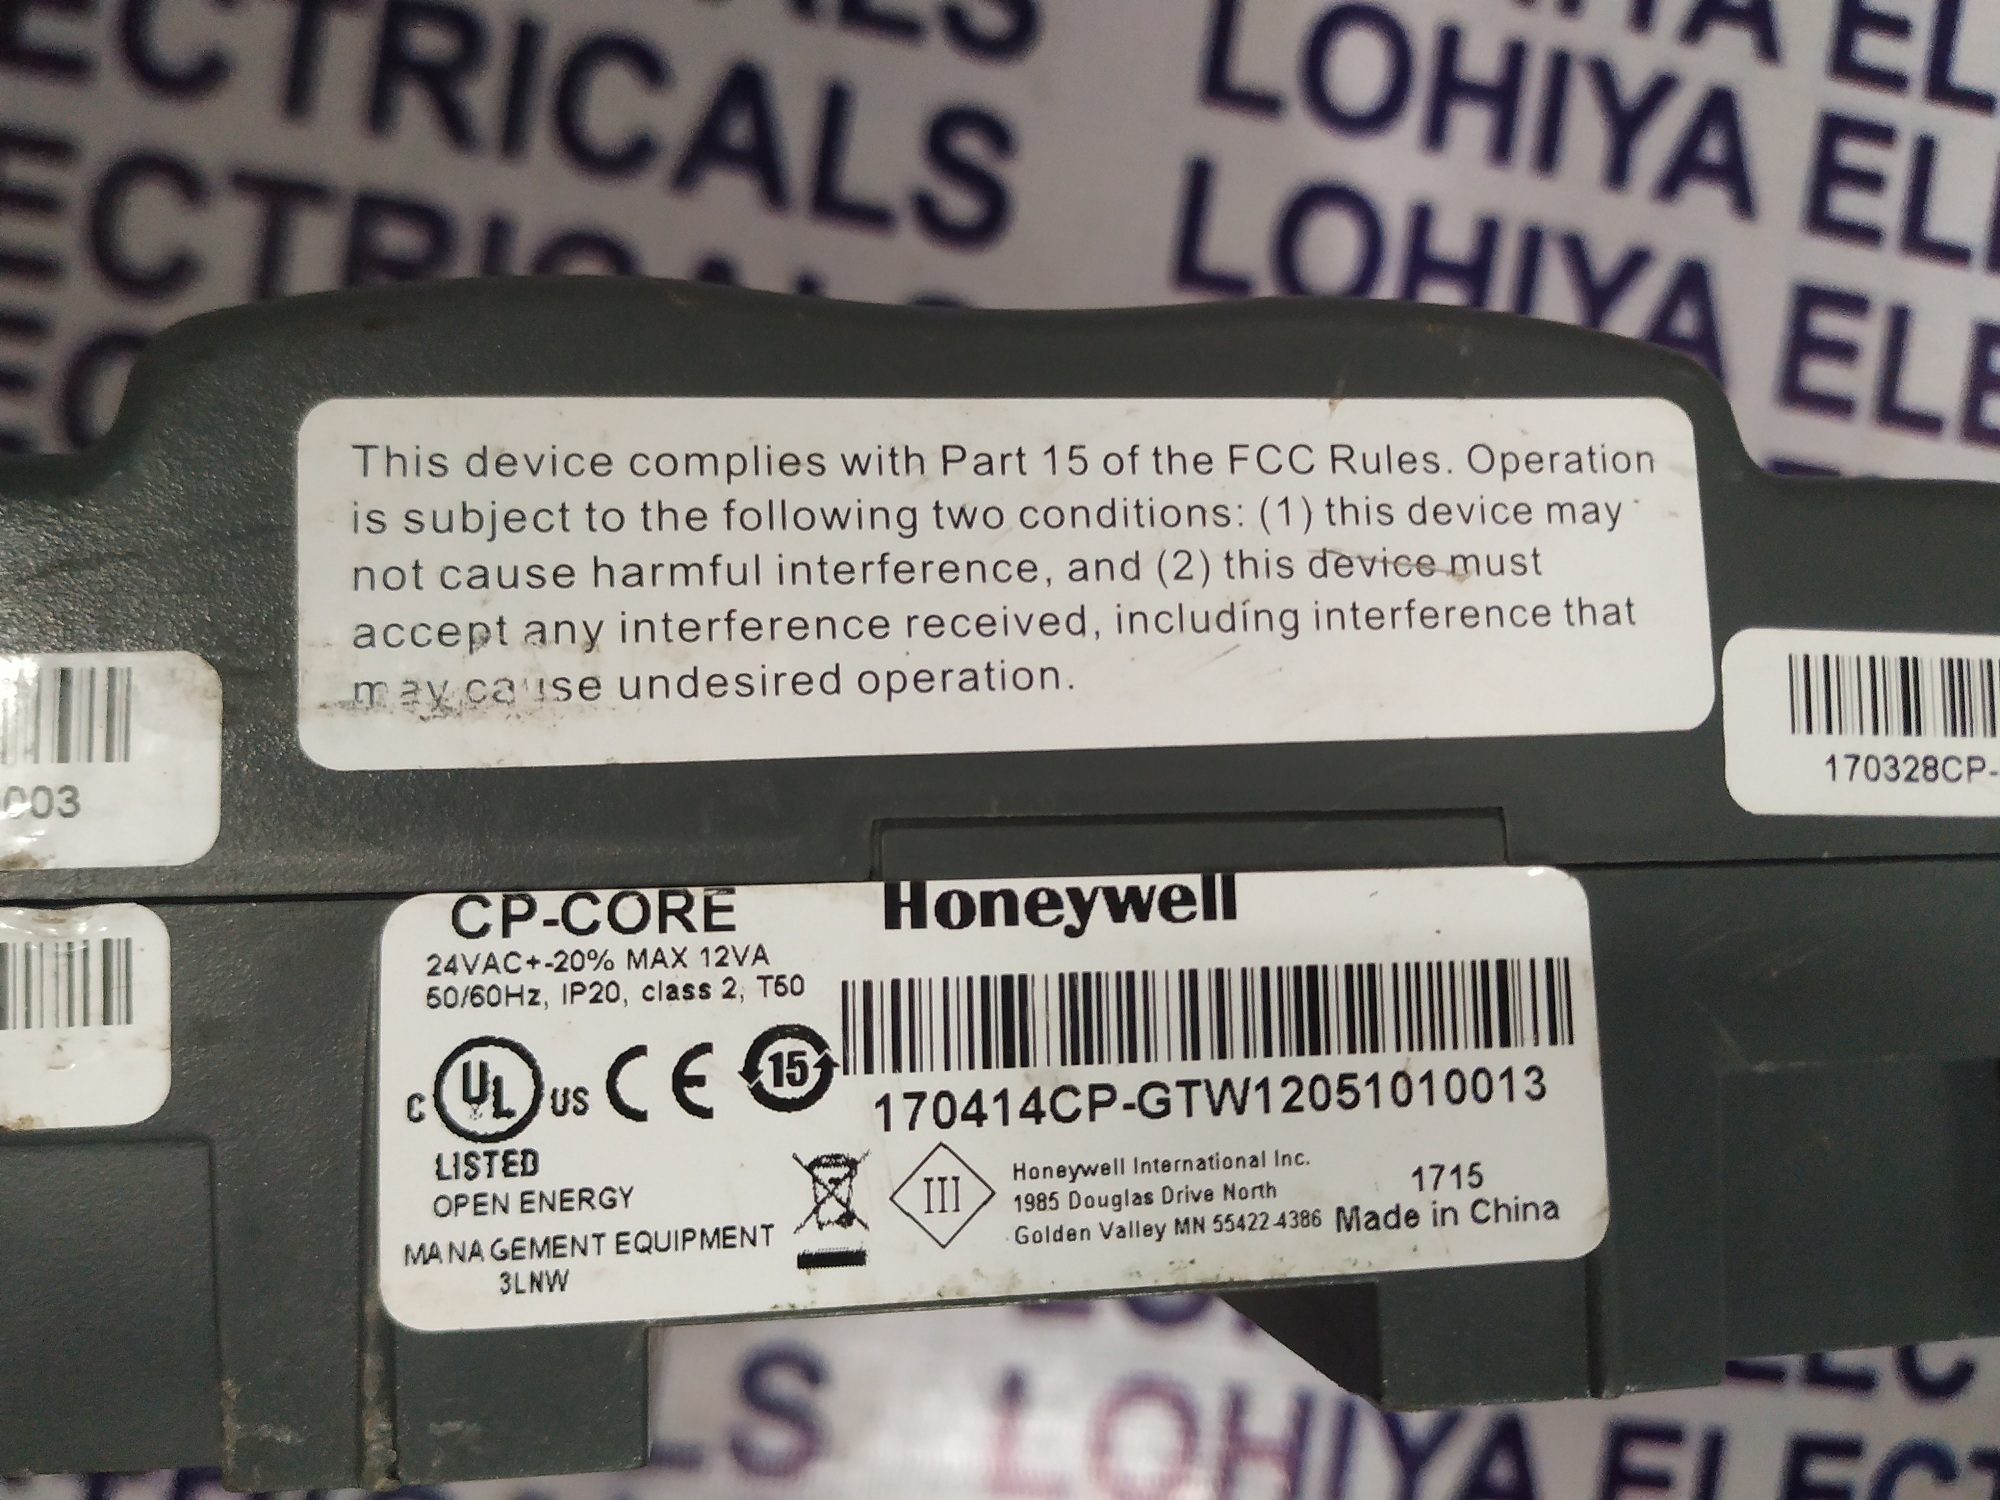 ECTRICALS
LOHIYA ELE
ECTRICALS
LOHIYA ELE
This device complies with Part 15 of the FCC Rules. Operation
is subject to the following two conditions: (1) this device may
not cause harmful interference, and (2) this device must
accept any interference received, including interference that
may cause undesired operation.
003
170328CP-
CP-CORE
Honeywell
24VAC+-20% MAX 12VA
50/60Hz, IP20, class 2, T50
C UL US CE 15
170414CP-GTW12051010013
LISTED
OPEN ENERGY
MANAGEMENT EQUIPMENT
3LNW
III
Honeywell International Inc.
1985 Douglas Drive North
Golden Valley MN 55422-4386
1715
Made in China
LS
LOHIYA ELECT